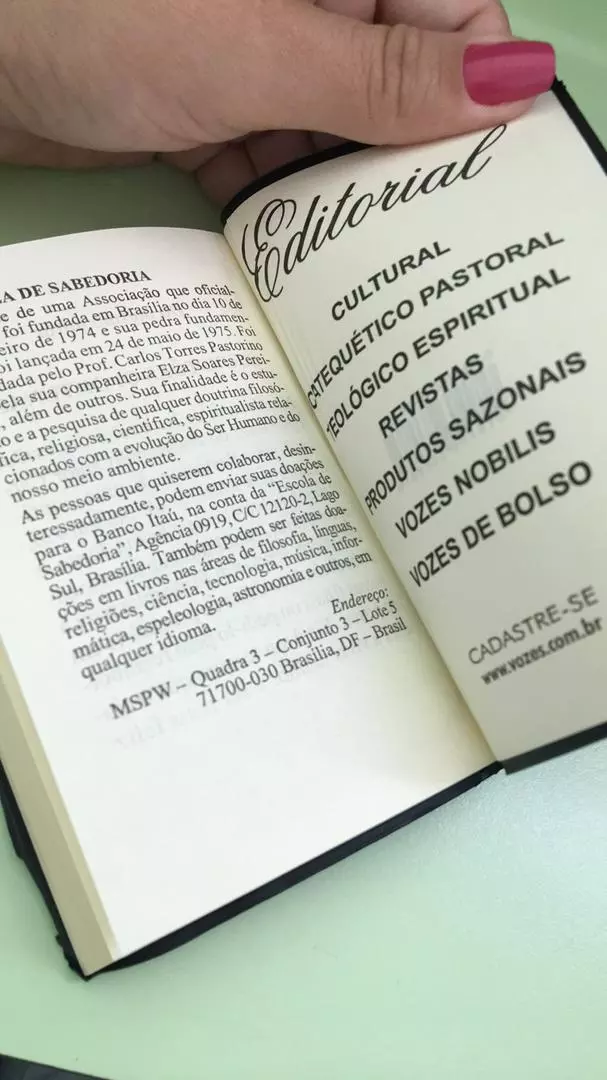 A DE SABEDORIA
e de uma Associação que oficial-
foi fundada em Brasília no dia 10 de
eiro de 1974 e sua pedra fundamen-
oi lançada em 24 de maio de 1975. Foi
dada pelo Prof. Carlos Torres Pastorino
ela sua companheira Elza Soares Perei-
, além de outros. Sua finalidade é o estu-
o e a pesquisa de qualquer doutrina filosó-
fica, religiosa, científica, espiritualista rela-
cionados com a evolução do Ser Humano e do
nosso meio ambiente.
As pessoas que quiserem colaborar, desin-
teressadamente, podem enviar suas doações
para o Banco Itaú, na conta da "Escola de
Sabedoria", Agência 0919, C/C 12120-2, Lago
Sul, Brasília. Também podem ser feitas doa-
ções em livros nas áreas de filosofia, línguas,
religiões, ciência, tecnologia, música, infor-
mática, espeleologia, astronomia e outros, em
qualquer idioma.
Endereço:
MSPW – Quadra 3 – Conjunto 3 – Lote 5
71700-030 Brasília, DF – Brasil
Editorial
CULTURAL
CATEQUÉTICO PASTORAL
TEOLÓGICO ESPIRITUAL
REVISTAS
PRODUTOS SAZONAIS
VOZES NOBILIS
VOZES DE BOLSO
CADASTRE-SE
www.vozes.com.br